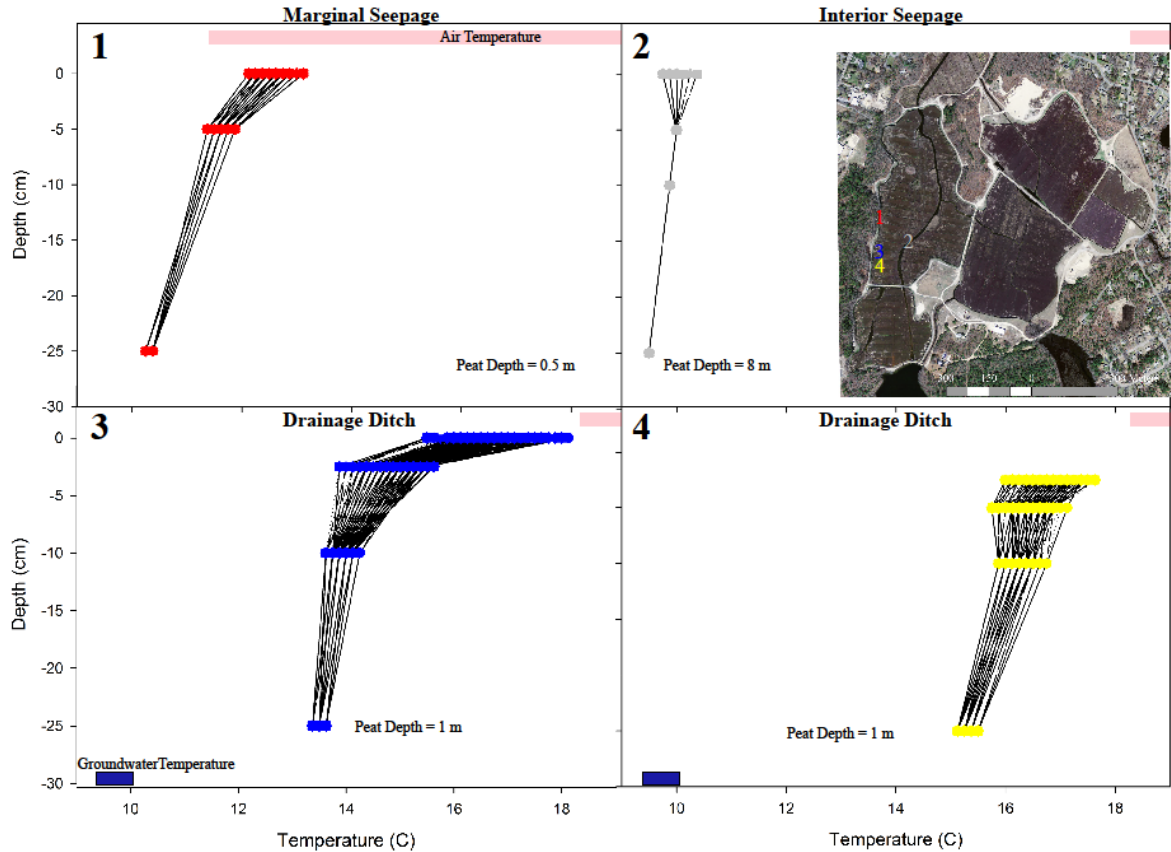 Marginal Seepage
Interior Seepage
1
Air Temperature
2
0
-5
-10
-15
-20
-25
-30
Depth (cm)
Peat Depth = 0.5 m
Peat Depth = 8 m
1
2
3
4
300 150 0
3
Drainage Ditch
Drainage Ditch
4
0
-5
-10
-15
-20
-25
-30
Depth (cm)
Peat Depth = 1 m
Peat Depth = 1 m
GroundwaterTemperature
10 12 14 16 18
10 12 14 16 18
Temperature (C)
Temperature (C)